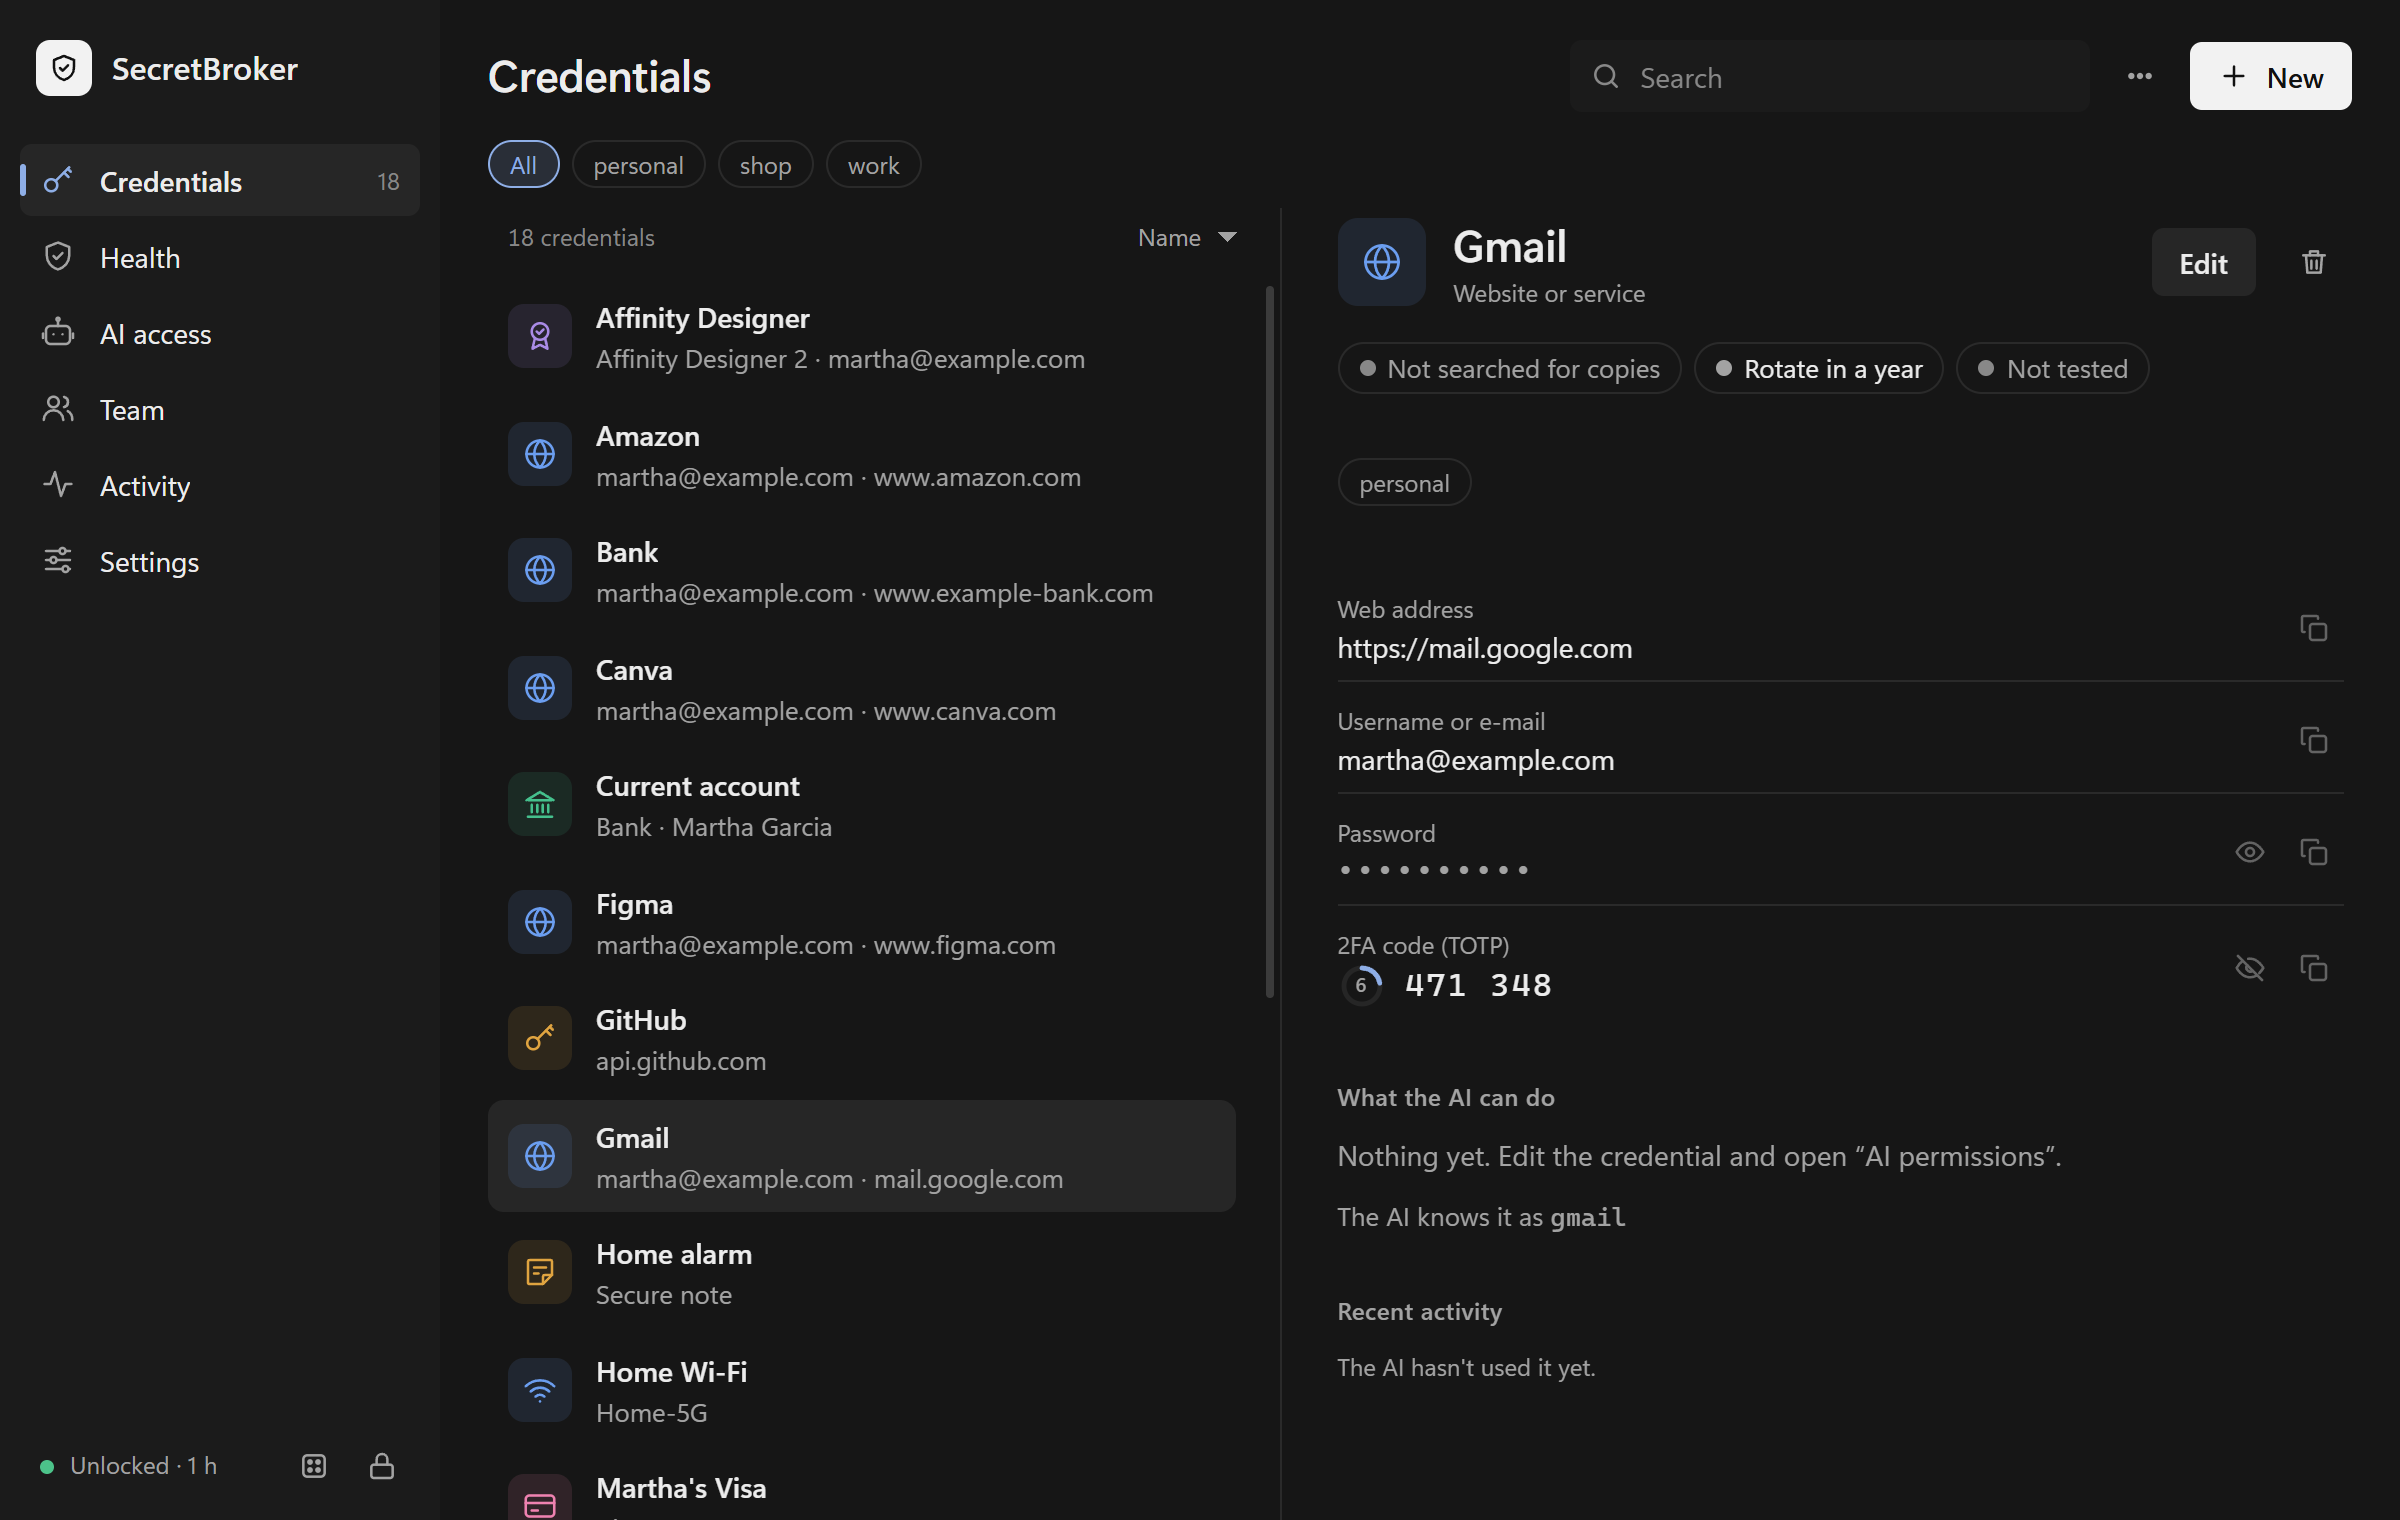 SecretBroker
Credentials 18
Health
AI access
Team
Activity
Settings
Unlocked · 1 h
Credentials
Search
New
All
personal
shop
work
18 credentials
Name
Affinity Designer
Affinity Designer 2 · martha@example.com
Amazon
martha@example.com · www.amazon.com
Bank
martha@example.com · www.example-bank.com
Canva
martha@example.com · www.canva.com
Current account
Bank · Martha Garcia
Figma
martha@example.com · www.figma.com
GitHub
api.github.com
Gmail
martha@example.com · mail.google.com
Home alarm
Secure note
Home Wi-Fi
Home-5G
Martha's Visa
Gmail
Website or service
Edit
Not searched for copies
Rotate in a year
Not tested
personal
Web address
https://mail.google.com
Username or e-mail
martha@example.com
Password
••••••••••
2FA code (TOTP)
6 471 348
What the AI can do
Nothing yet. Edit the credential and open “AI permissions”.
The AI knows it as gmail
Recent activity
The AI hasn't used it yet.